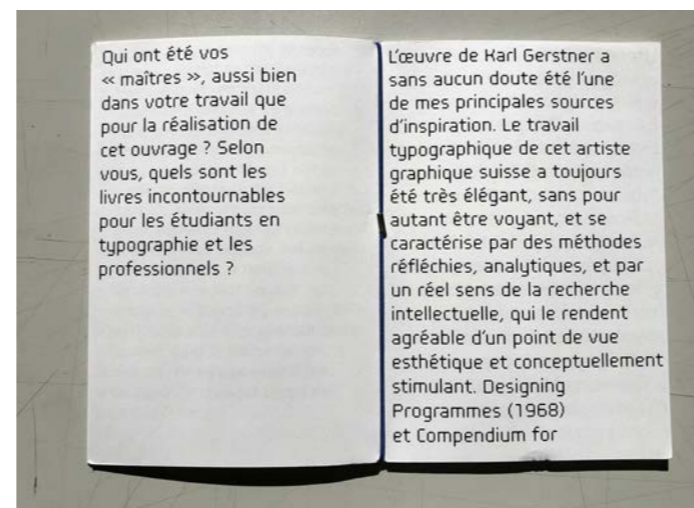 Qui ont été vos
« maîtres », aussi bien
dans votre travail que
pour la réalisation de
cet ouvrage ? Selon
vous, quels sont les
livres incontournables
pour les étudiants en
typographie et les
professionnels ?
L'œuvre de Karl Gerstner a
sans aucun doute été l'une
de mes principales sources
d'inspiration. Le travail
typographique de cet artiste
graphique suisse a toujours
été très élégant, sans pour
autant être voyant, et se
caractérise par des méthodes
réfléchies, analytiques, et par
un réel sens de la recherche
intellectuelle, qui le rendent
agréable d'un point de vue
esthétique et conceptuellement
stimulant. Designing
Programmes (1968)
et Compendium for